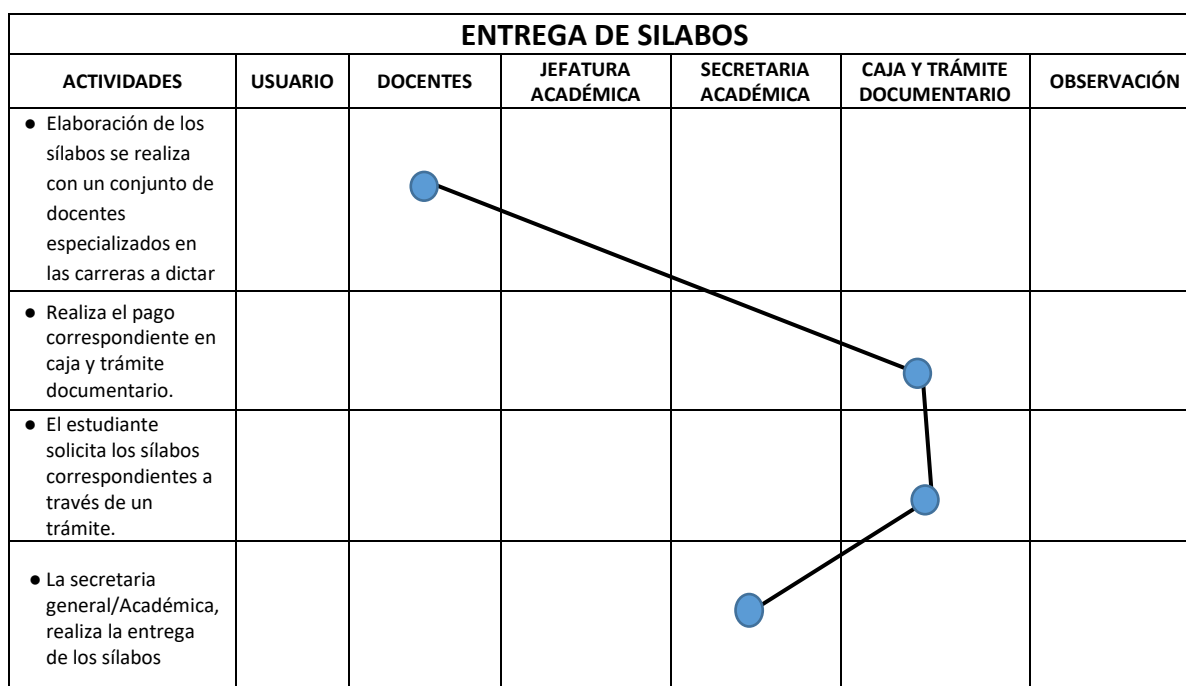 ENTREGA DE SILABOS
ACTIVIDADES
USUARIO
DOCENTES
JEFATURA
ACADÉMICA
SECRETARIA
ACADÉMICA
CAJA Y TRÁMITE
DOCUMENTARIO
OBSERVACIÓN
● Elaboración de los
sílabos se realiza
con un conjunto de
docentes
especializados en
las carreras a dictar
● Realiza el pago
correspondiente en
caja y trámite
documentario.
● El estudiante
solicita los sílabos
correspondientes a
través de un
trámite.
● La secretaria
general/Académica,
realiza la entrega
de los sílabos